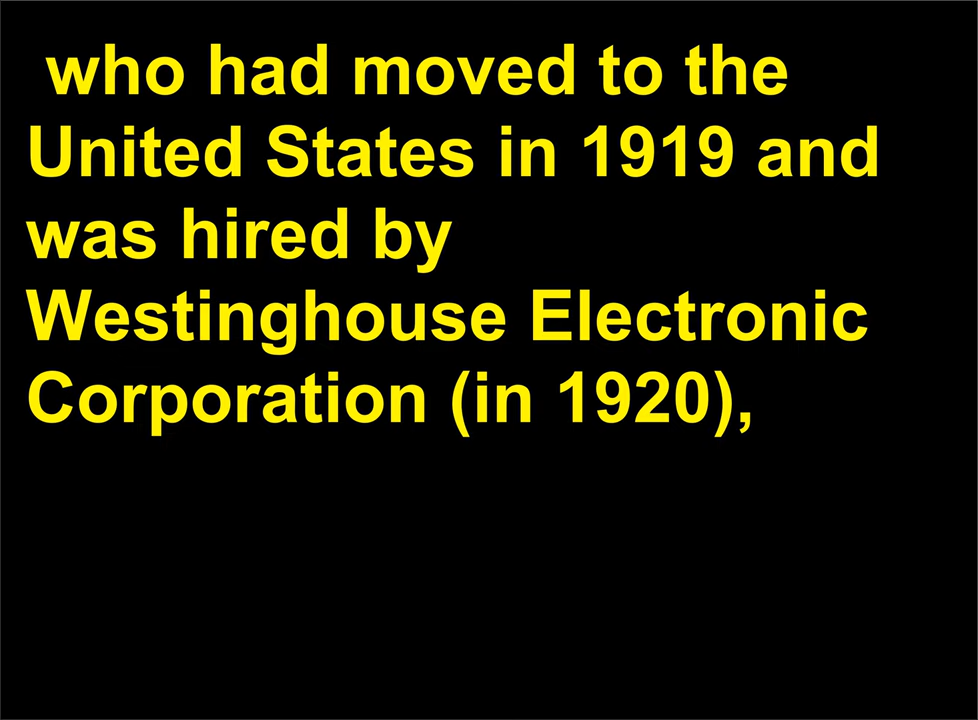 who had moved to the
United States in 1919 and
was hired by
Westinghouse Electronic
Corporation (in 1920),